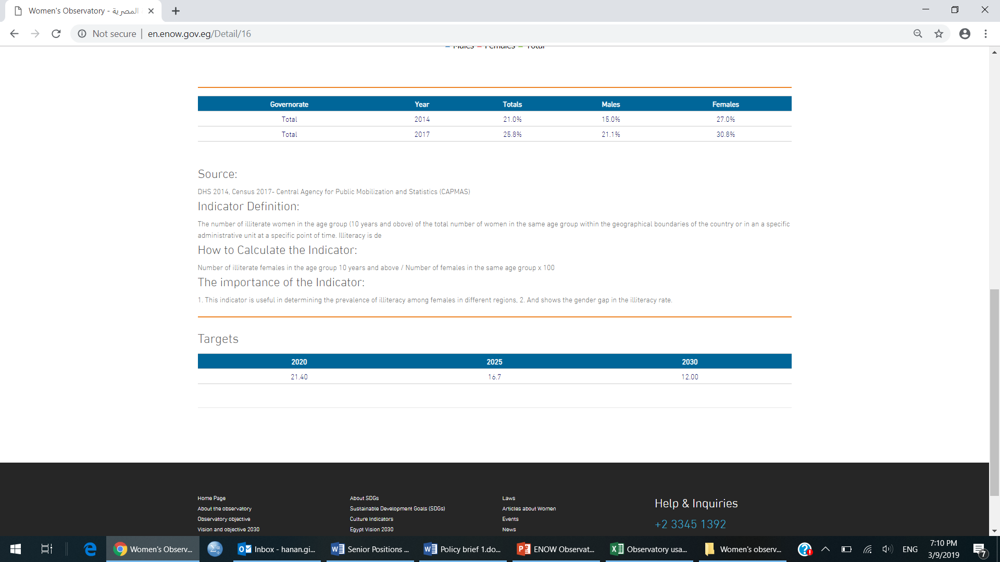 Women's Observatory - المصرية
Not secure | en.enow.gov.eg/Detail/16
Males Females Total
Governorate Year Totals Males Females
Total 2014 21.0% 15.0% 27.0%
Total 2017 25.8% 21.1% 30.8%
Source:
DHS 2014, Census 2017- Central Agency for Public Mobilization and Statistics (CAPMAS)
Indicator Definition:
The number of illiterate women in the age group (10 years and obove) of the total number of women in the same age group within the geographical boundaries of the country or in an a specific
administrative unit at a specific point of time. Illiteracy is de
How to Calculate the Indicator:
Number of illiterate females in the age group 10 years and above / Number of females in the same age group x 100
The importance of the Indicator:
1. This indicator is useful in determining the prevalence of illiteracy among females in different regions, 2. And shows the gender gap in the illiteracy rate.
Targets
2020 2025 2030
21.40 16.7 12.00
Home Page
About the observatory
Observatory objective
Vision and objective 2030
About SDGs
Sustainable Development Goals (SDGs)
Culture Indicators
Egypt Vision 2030
Laws
Articles about Women
Events
News
Help & Inquiries
+2 3345 1392
Women's Observ...
Inbox - hanan.gi...
Senior Positions ...
Policy brief 1.do...
ENOW Observat...
Observatory usa...
Women's observ...
ENG
7:10 PM
3/9/2019
7